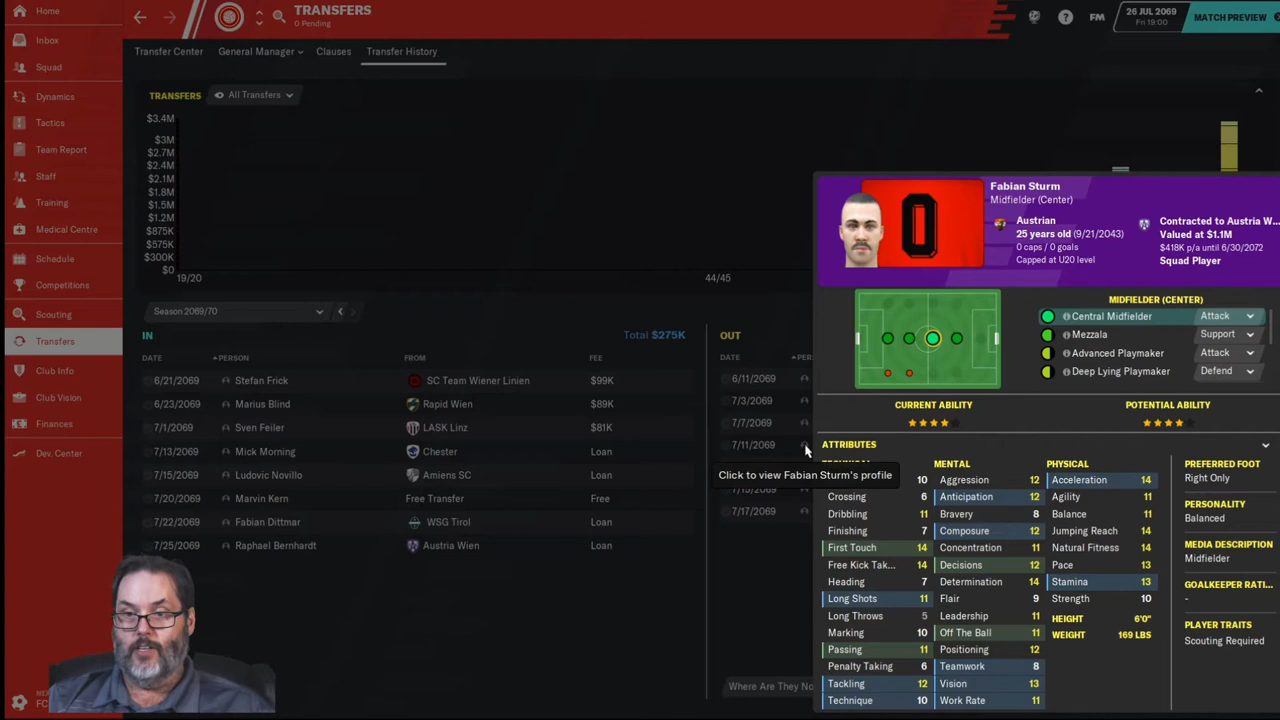 Home
Inbox
Squad
Dynamics
Tactics
Team Report
Staff
Training
Medical Centre
Schedule
Competitions
Scouting
Transfers
Club Info
Club Vision
Finances
Dev. Center
FC
TRANSFERS
0 Pending
FM
26 JUL 2069
Fri 19:00
MATCH PREVIEW
Transfer Center General Manager Clauses Transfer History
TRANSFERS All Transfers
$3.4M
$3M
$2.7M
$2.4M
$2.1M
$1.8M
$1.2M
$875K
$575K
$300K
$0
19/20 44/45
Season 2069/70
IN Total $275K
DATE PERSON FROM FEE
6/21/2069 Stefan Frick SC Team Wiener Linien $99K
6/23/2069 Marius Blind Rapid Wien $89K
7/1/2069 Sven Feiler LASK Linz $81K
7/13/2069 Mick Morning Chester Loan
7/15/2069 Ludovic Novillo Amiens SC Loan
7/20/2069 Marvin Kern Free Transfer Free
7/22/2069 Fabian Dittmar WSG Tirol Loan
7/25/2069 Raphael Bernhardt Austria Wien Loan
OUT
DATE PER
6/11/2069
7/3/2069
7/7/2069
7/11/2069
Click to view Fabian Sturm's profile
7/15/2069
7/17/2069
Where Are They No
Fabian Sturm
Midfielder (Center)
0
Austrian
25 years old (9/21/2043)
0 caps / 0 goals
Capped at U20 level
Contracted to Austria W...
Valued at $1.1M
$418K p/a until 6/30/2072
Squad Player
MIDFIELDER (CENTER)
Central Midfielder Attack
Mezzala Support
Advanced Playmaker Attack
Deep Lying Playmaker Defend
CURRENT ABILITY
POTENTIAL ABILITY
ATTRIBUTES
10
Crossing 6
Dribbling 11
Finishing 7
First Touch 14
Free Kick Tak... 14
Heading 7
Long Shots 11
Long Throws 5
Marking 10
Passing 11
Penalty Taking 6
Tackling 12
Technique 10
MENTAL
Aggression 12
Anticipation 12
Bravery 8
Composure 12
Concentration 11
Decisions 12
Determination 14
Flair 9
Leadership 11
Off The Ball 11
Positioning 12
Teamwork 8
Vision 13
Work Rate 11
PHYSICAL
Acceleration 14
Agility 11
Balance 11
Jumping Reach 14
Natural Fitness 14
Pace 13
Stamina 13
Strength 10
HEIGHT 6'0"
WEIGHT 169 LBS
PREFERRED FOOT
Right Only
PERSONALITY
Balanced
MEDIA DESCRIPTION
Midfielder
GOALKEEPER RATI...
-
PLAYER TRAITS
Scouting Required